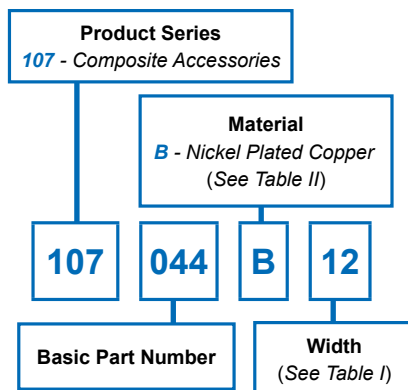 Product Series
107 - Composite Accessories
Material
B - Nickel Plated Copper
(See Table II)
107
044
B
12
Basic Part Number
Width
(See Table I)